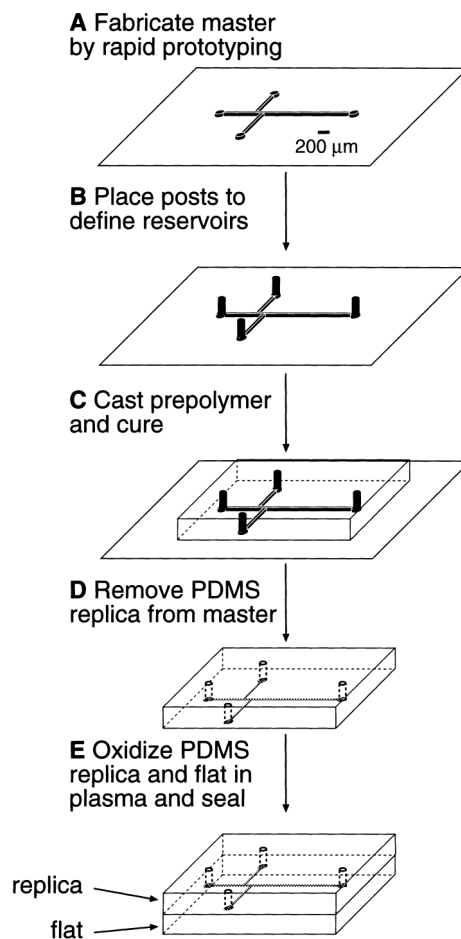 A Fabricate master
by rapid prototyping
200 μm
B Place posts to
define reservoirs
C Cast prepolymer
and cure
D Remove PDMS
replica from master
E Oxidize PDMS
replica and flat in
plasma and seal
replica
flat